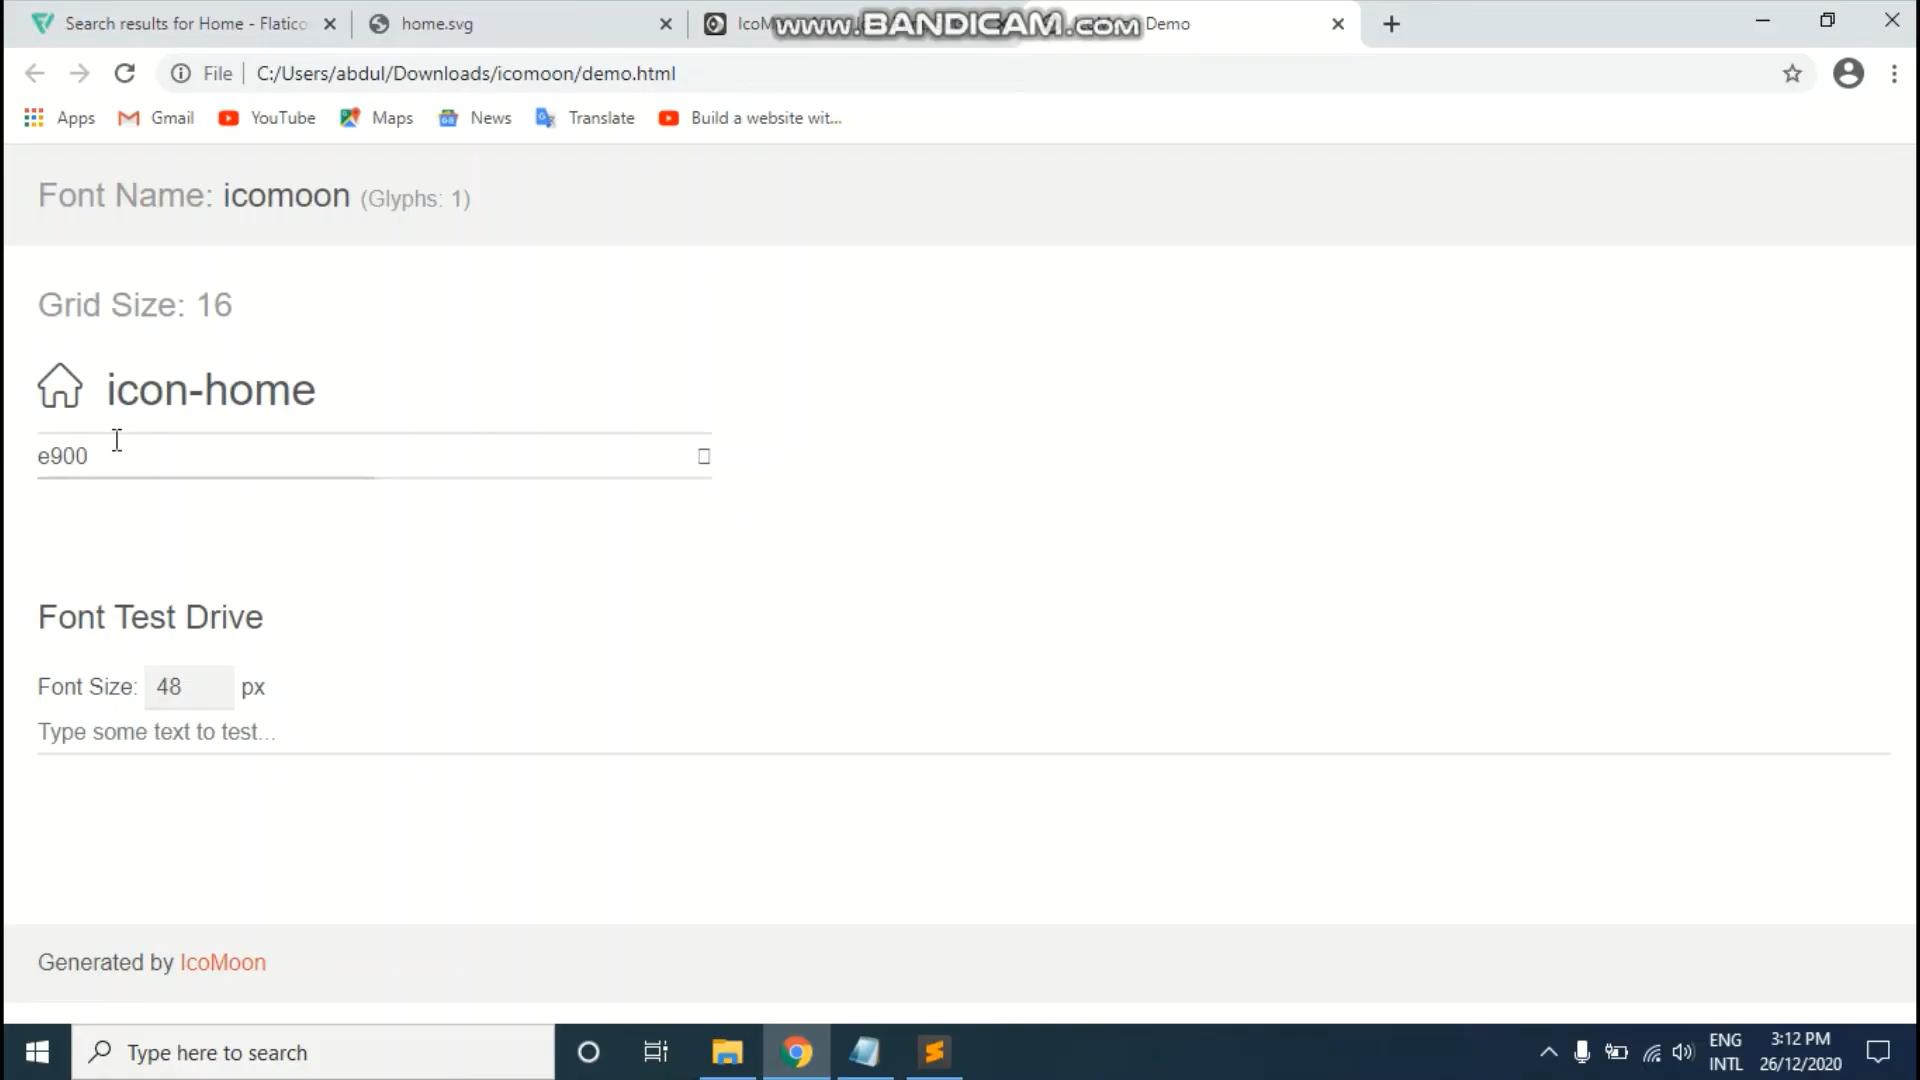 Search results for Home - Flatico
home.svg
IcoM
www.BANDICAM.com
Demo
File
C:/Users/abdul/Downloads/icomoon/demo.html
Apps
Gmail
YouTube
Maps
News
Translate
Build a website wit...
Font Name: icomoon (Glyphs: 1)
Grid Size: 16
icon-home
e900
Font Test Drive
Font Size: 48 px
Type some text to test...
Generated by IcoMoon
Type here to search
ENG
INTL
3:12 PM
26/12/2020